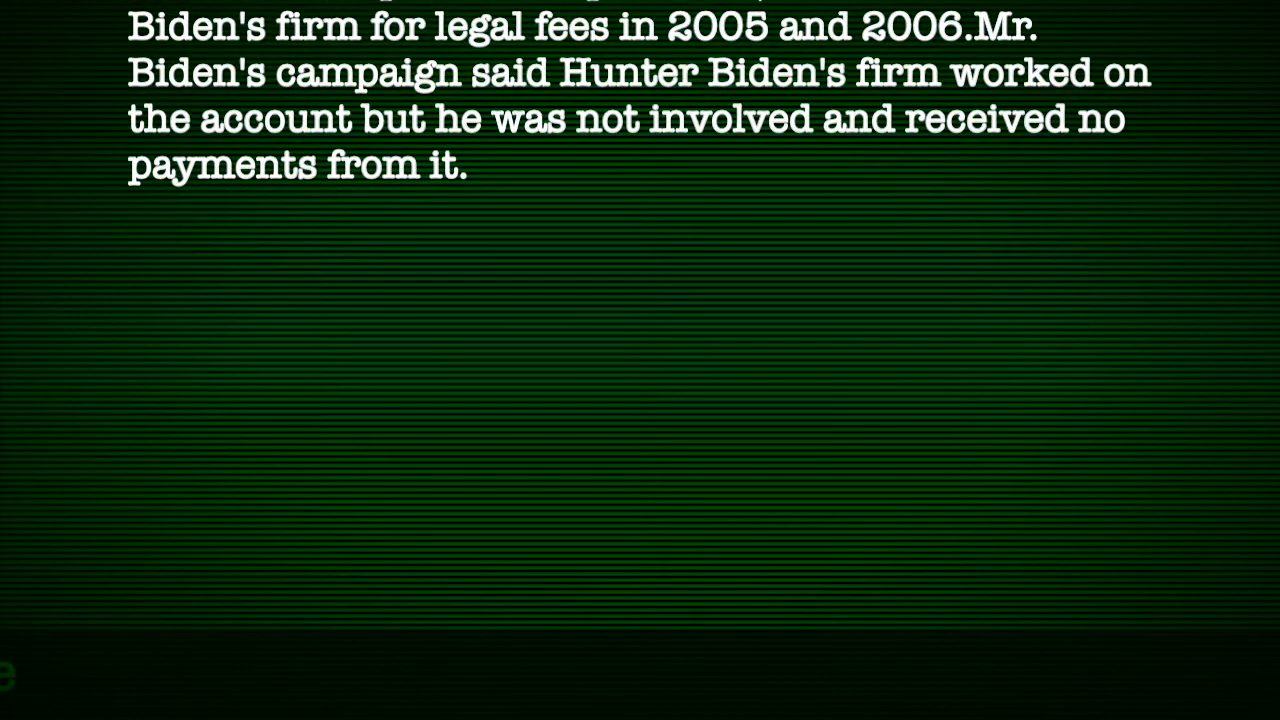 Biden's firm for legal fees in 2005 and 2006.Mr.
Biden's campaign said Hunter Biden's firm worked on
the account but he was not involved and received no
payments from it.
e